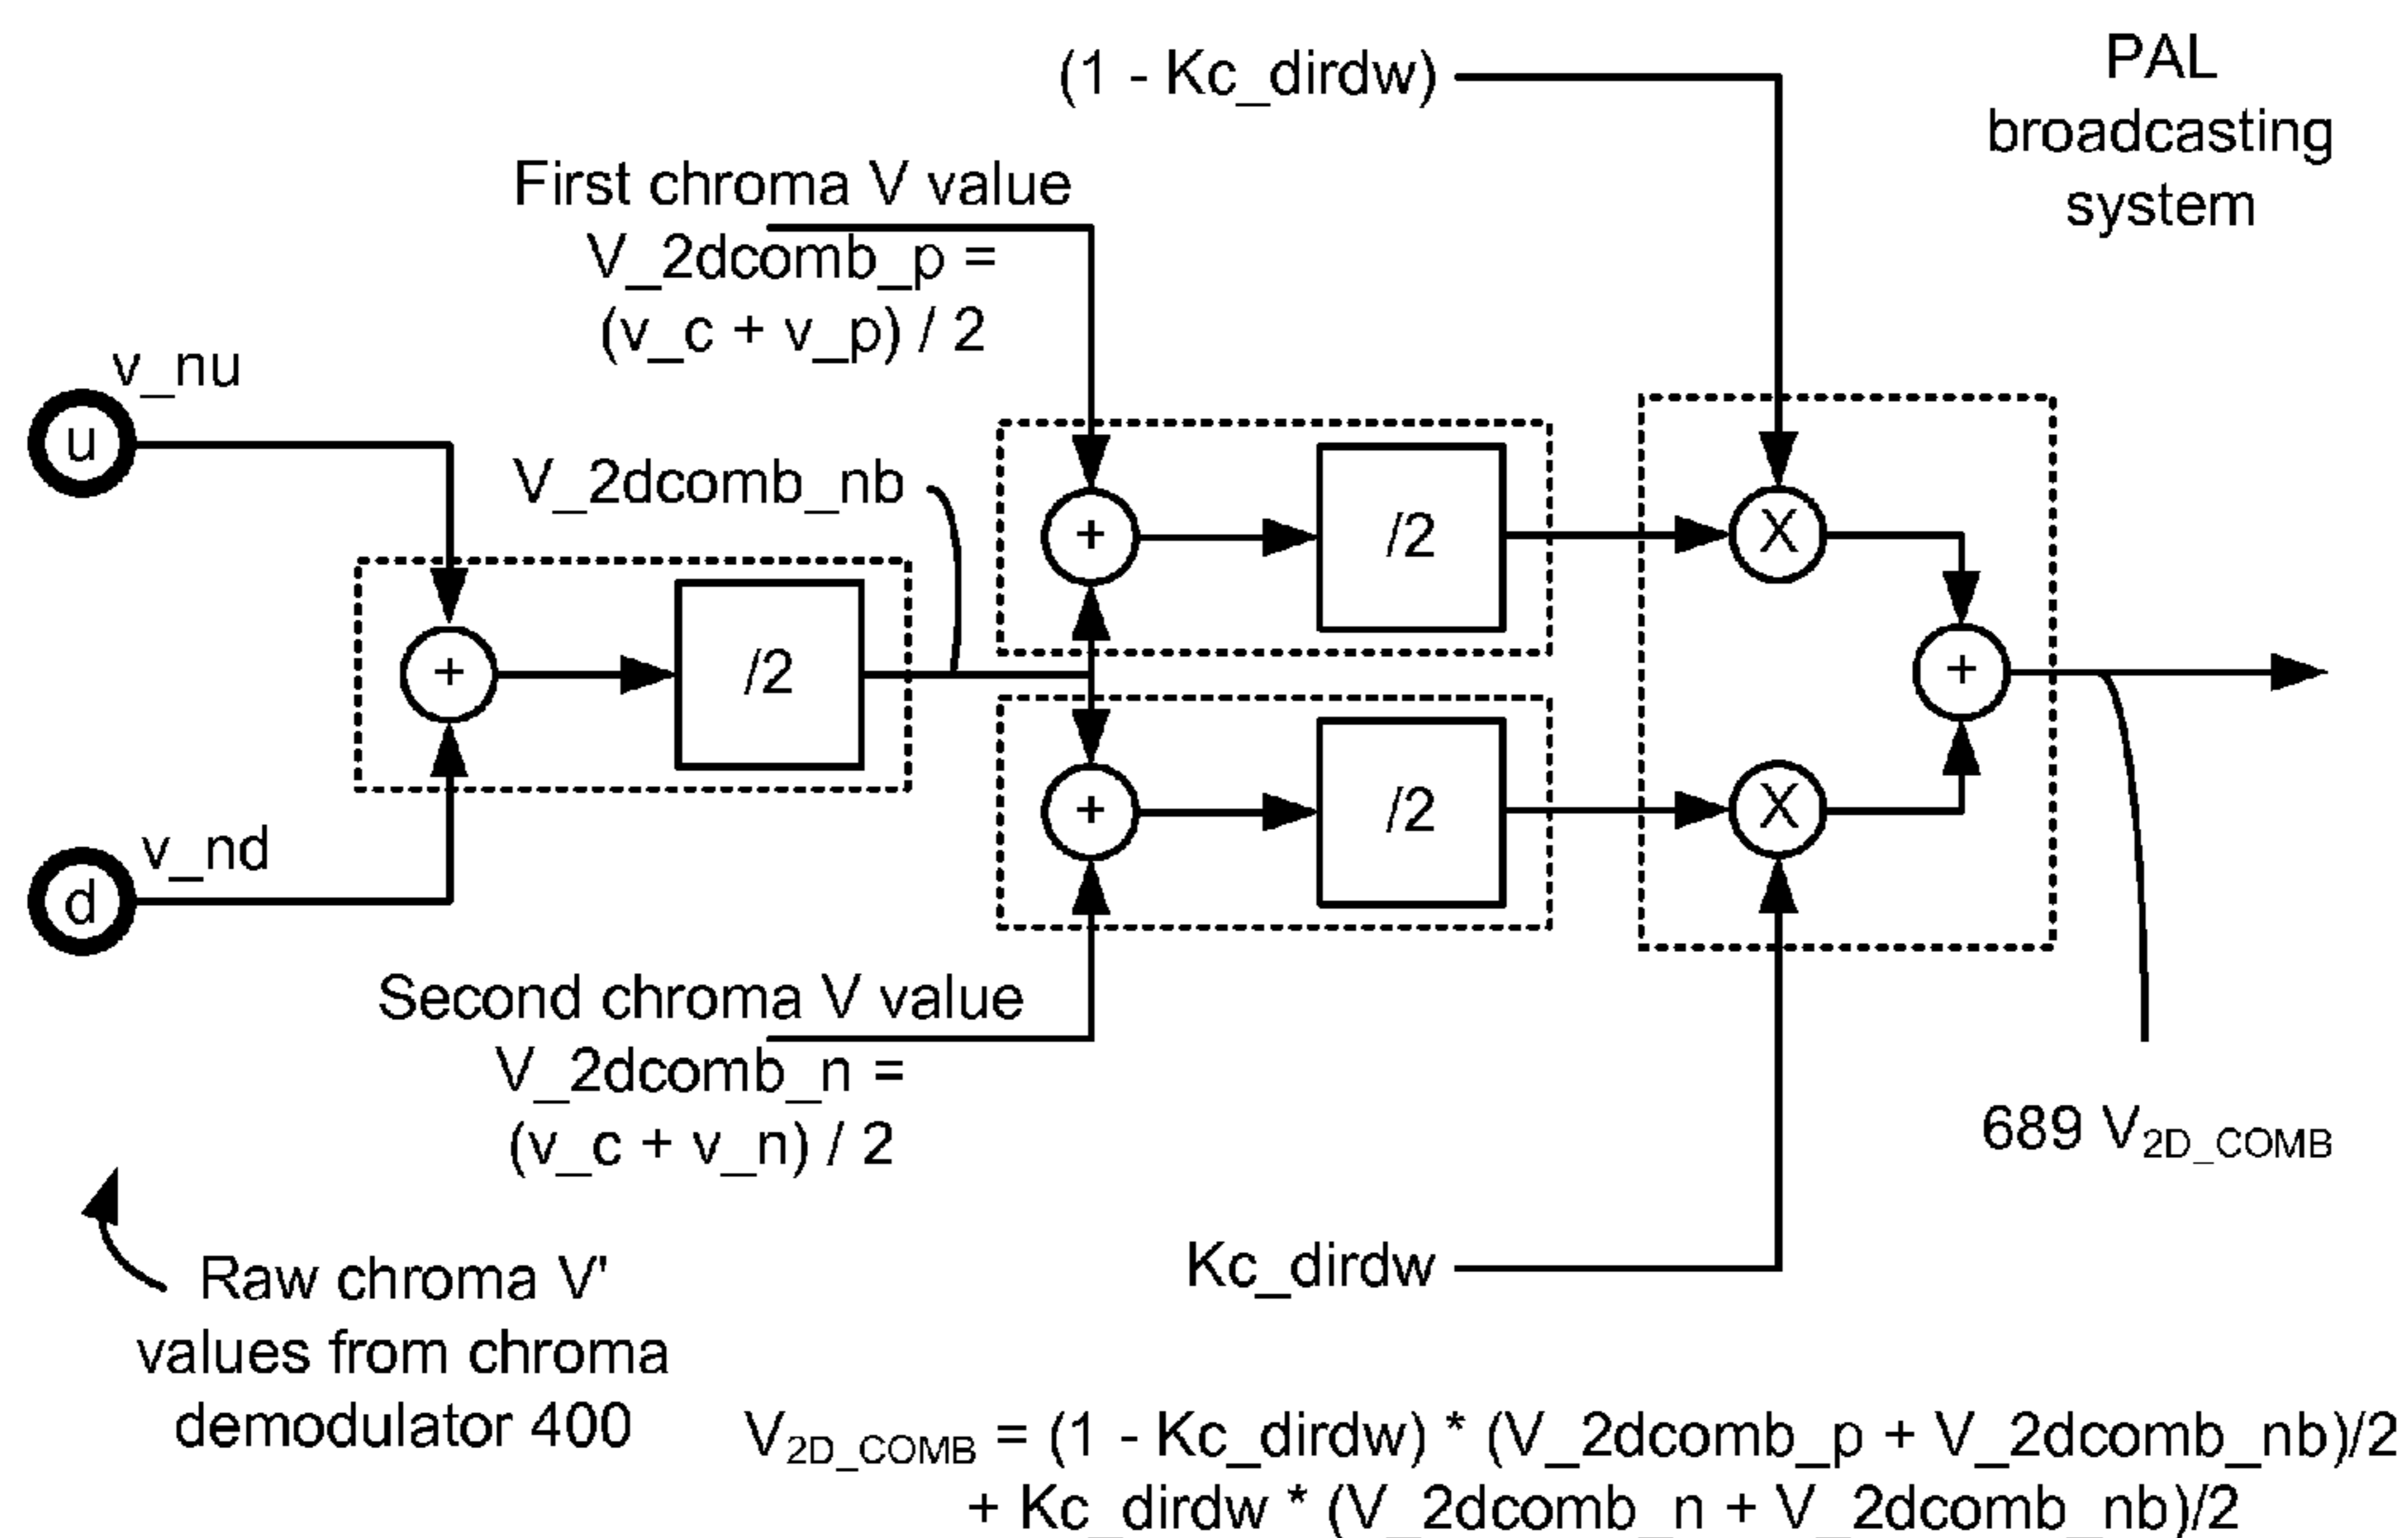 (1 - Kc_dirdw)
PAL
broadcasting
system
First chroma V value
V_2dcomb_p =
(v_c + v_p) / 2
v_nu
u
V_2dcomb_nb
+
/2
X
+
/2
+
+
/2
X
v_nd
d
Second chroma V value
V_2dcomb_n =
(v_c + v_n) / 2
689 V2D_COMB
Kc_dirdw
Raw chroma V'
values from chroma
demodulator 400
V2D_COMB = (1 - Kc_dirdw) * (V_2dcomb_p + V_2dcomb_nb)/2
+ Kc_dirdw * (V_2dcomb_n + V_2dcomb_nb)/2